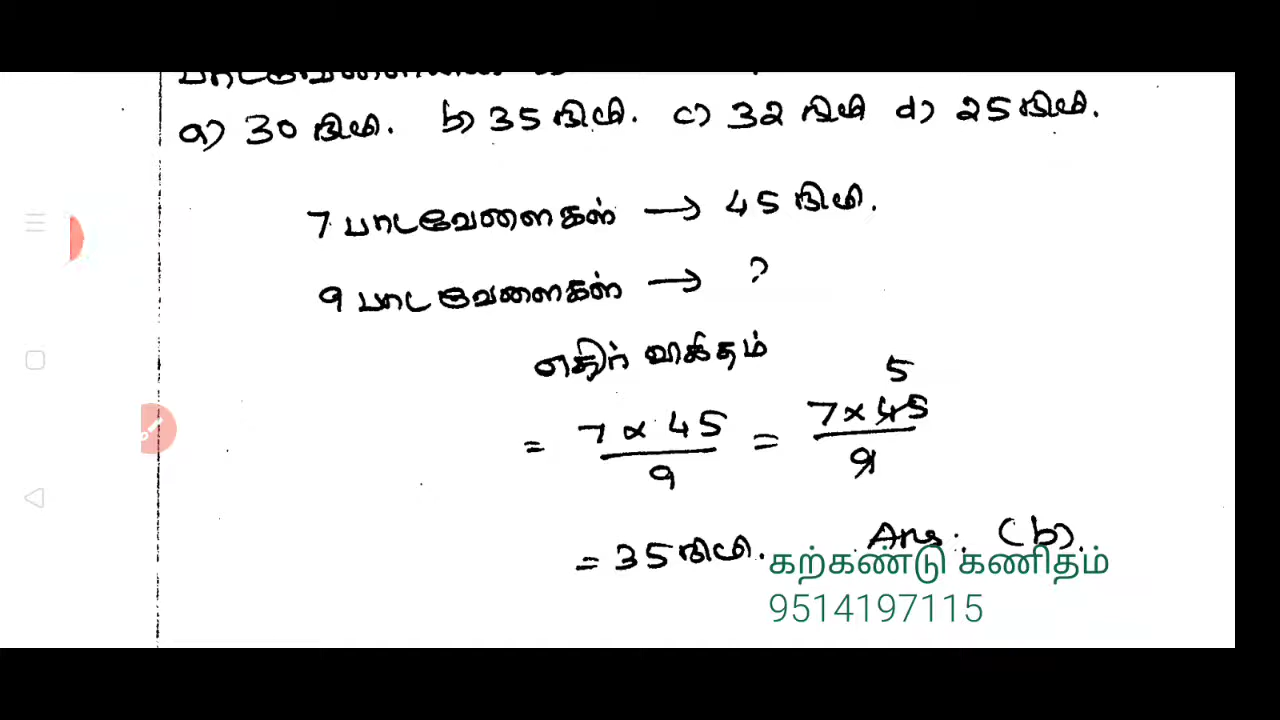 a) 30 நிமி. b) 35 நிமி. c) 32 நிமி d) 25 நிமி.
7 பாடவேளைகள் → 45 நிமி.
9 பாடவேளைகள் → ?
எதிர் விகிதம்
5
= 7 × 45 / 9 = 7 × 45 / 9
= 35 நிமி. Ans: (b).
கற்கண்டு கணிதம்
9514197115